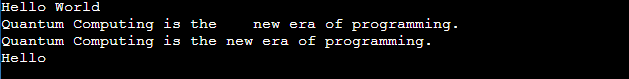 Hello World
Quantum Computing is the    new era of programming.
Quantum Computing is the new era of programming.
Hello